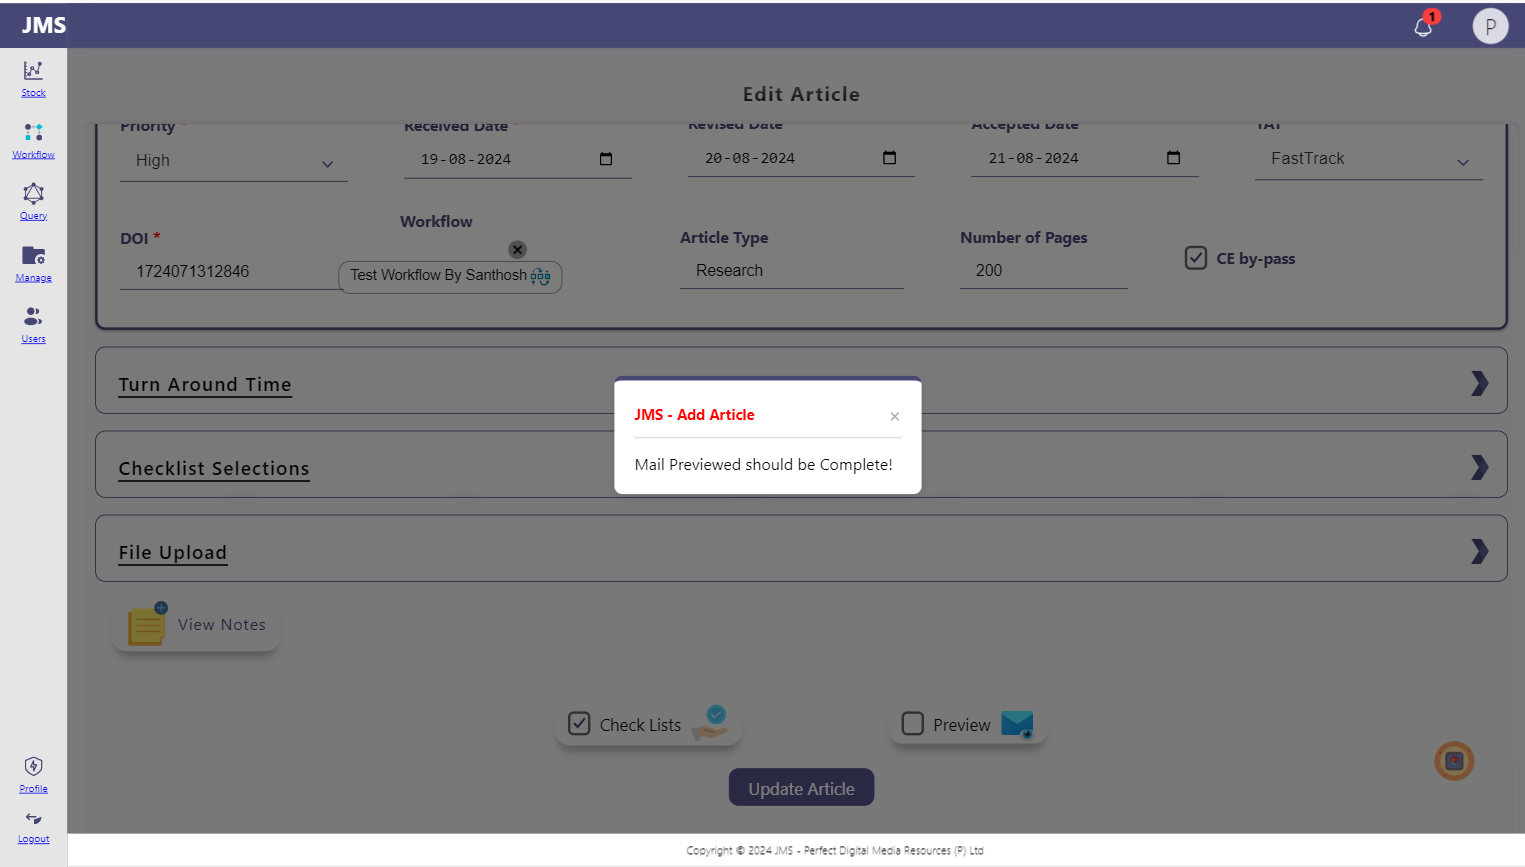 JMS
1
P
Stock
Workflow
Query
Manage
Users
Profile
Logout
Edit Article
Priority * Received Date * Revised Date Accepted Date TAT
High 19-08-2024 20-08-2024 21-08-2024 FastTrack
DOI * Workflow Article Type Number of Pages
1724071312846 Test Workflow By Santhosh Research 200 CE by-pass
Turn Around Time
JMS - Add Article ×
Mail Previewed should be Complete!
Checklist Selections
File Upload
View Notes
Check Lists Preview
Update Article
Copyright © 2024 JMS - Perfect Digital Media Resources (P) Ltd